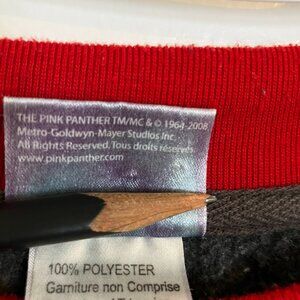 THE PINK PANTHER TM/MC & © 1964-2008
Metro-Goldwyn-Mayer Studios Inc.
All Rights Reserved. Tous droits réservés.
www.pinkpanther.com
100% POLYESTER
Garniture non Comprise